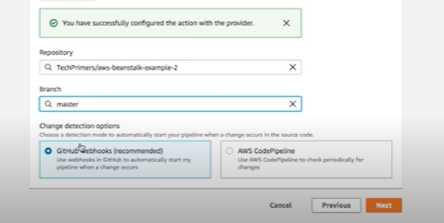 You have successfully configured the action with the provider.
Repository
TechPrimers/aws-beanstalk-example-2
Branch
master
Change detection options
Choose a detection mode to automatically start your pipeline when a change occurs in the source code.
GitHub webhooks (recommended)
Use webhooks in GitHub to automatically start my
pipeline when a change occurs
AWS CodePipeline
Use AWS CodePipeline to check periodically for
changes
Cancel
Previous
Next